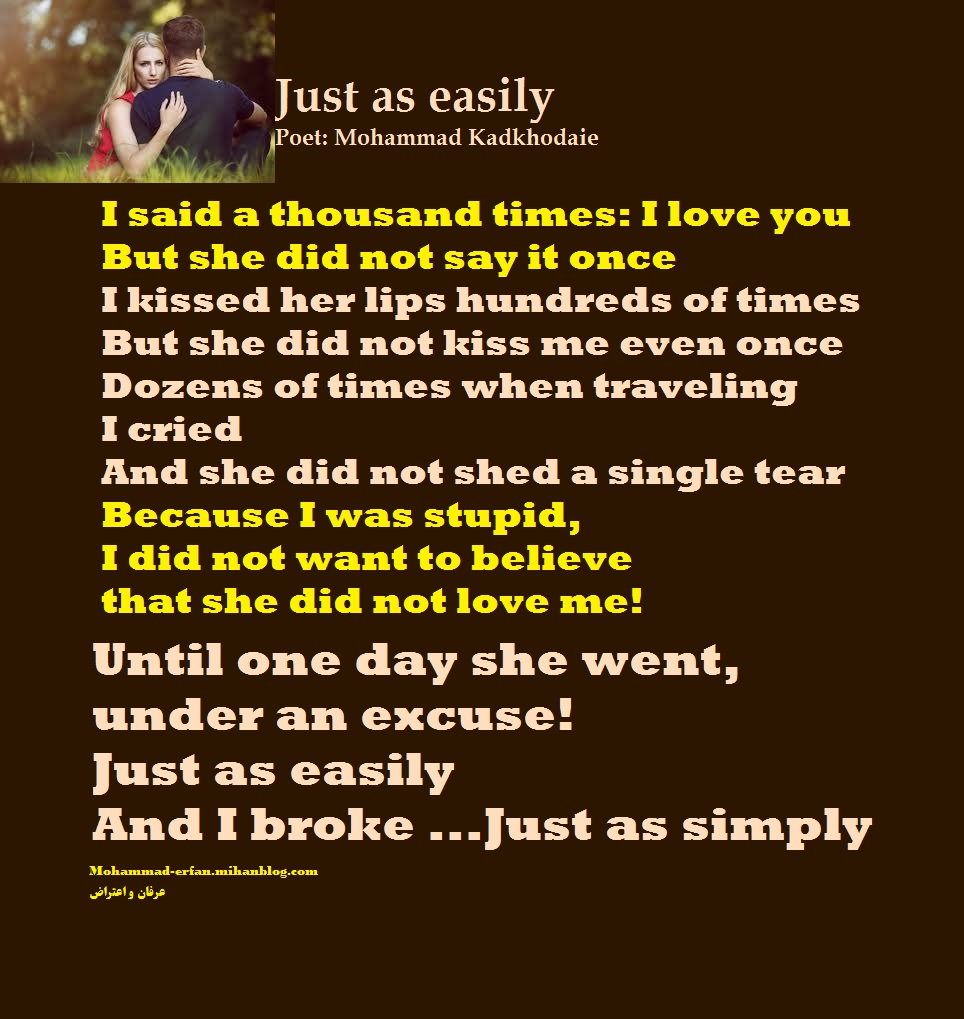 Just as easily
Poet: Mohammad Kadkhodaie
I said a thousand times: I love you
But she did not say it once
I kissed her lips hundreds of times
But she did not kiss me even once
Dozens of times when traveling
I cried
And she did not shed a single tear
Because I was stupid,
I did not want to believe
that she did not love me!
Until one day she went,
under an excuse!
Just as easily
And I broke ...Just as simply
Mohammad-erfan.mihanblog.com
عرفان و اعتراض